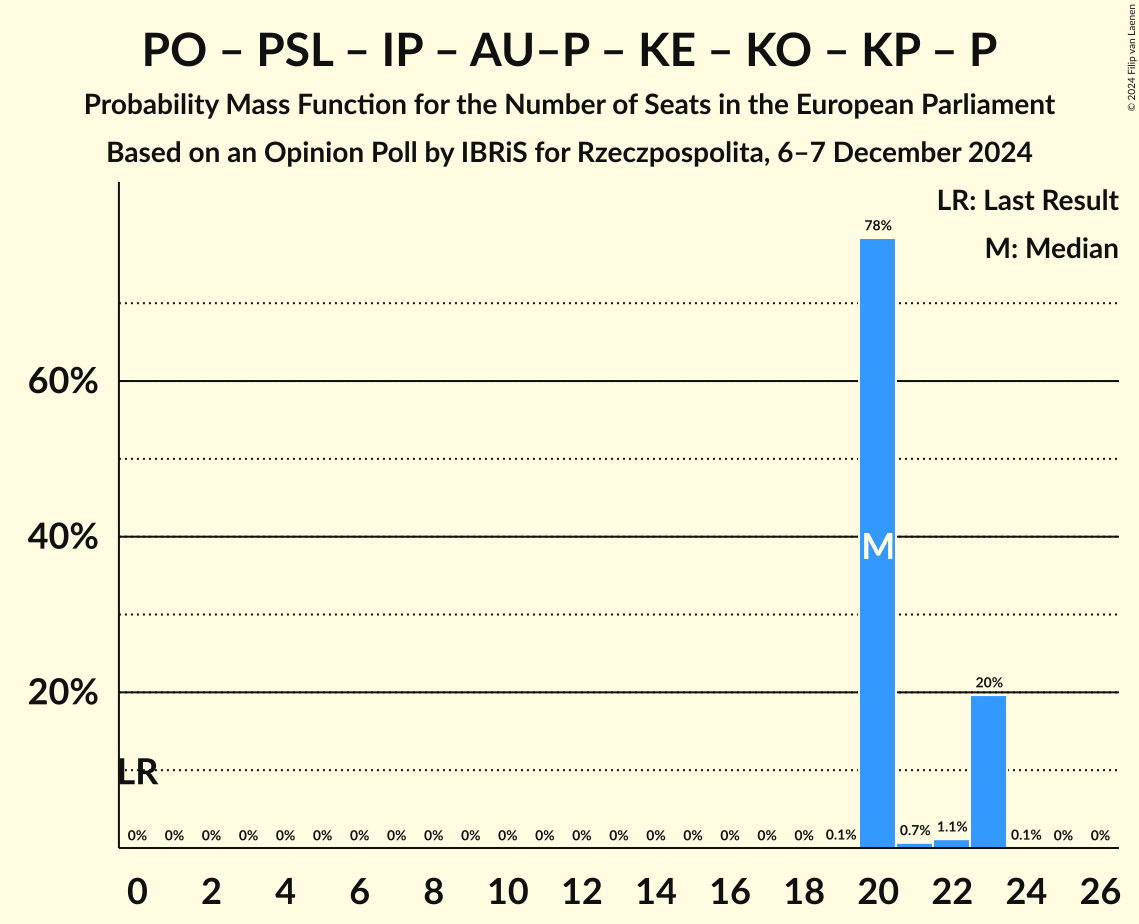 PO – PSL – IP – AU–P – KE – KO – KP – P
Probability Mass Function for the Number of Seats in the European Parliament
Based on an Opinion Poll by IBRiS for Rzeczpospolita, 6–7 December 2024
© 2024 Filip van Laenen
LR: Last Result
M: Median
78%
60%
40%
M
20%
20%
LR
0% 0% 0% 0% 0% 0% 0% 0% 0% 0% 0% 0% 0% 0% 0% 0% 0% 0% 0% 0.1% 0.7% 1.1% 0.1% 0% 0%
0 2 4 6 8 10 12 14 16 18 20 22 24 26